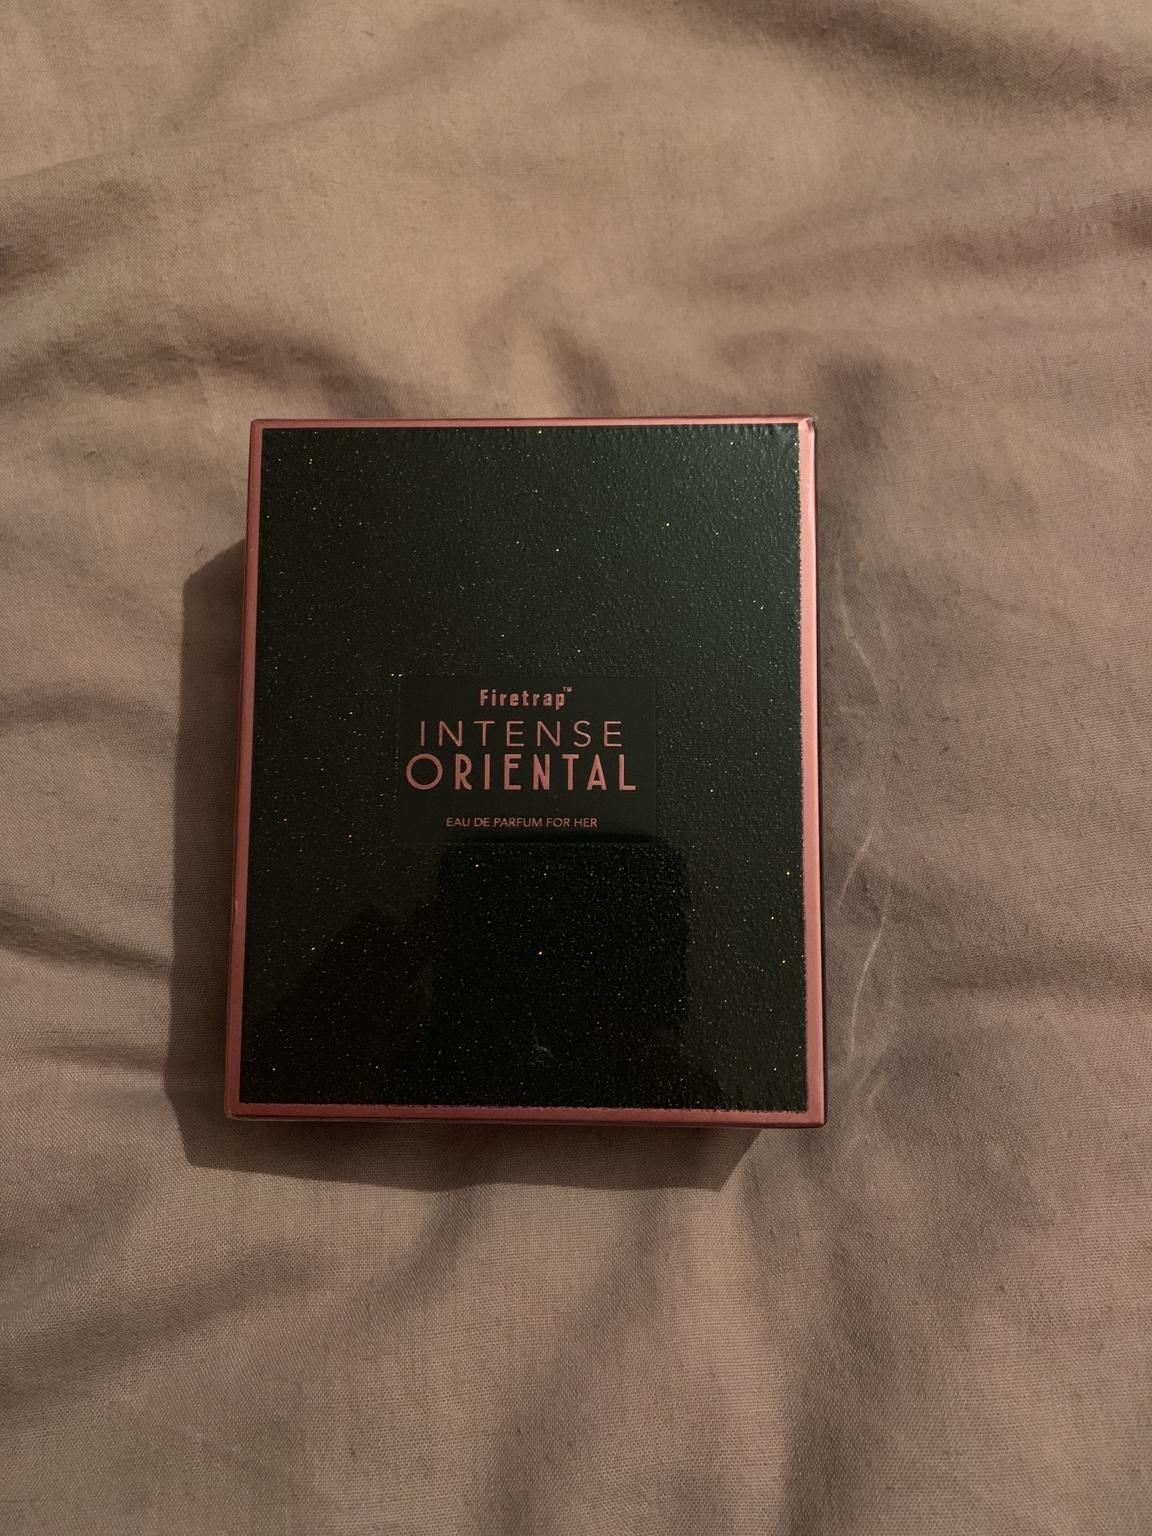 Firetrap™
INTENSE
ORIENTAL
EAU DE PARFUM FOR HER